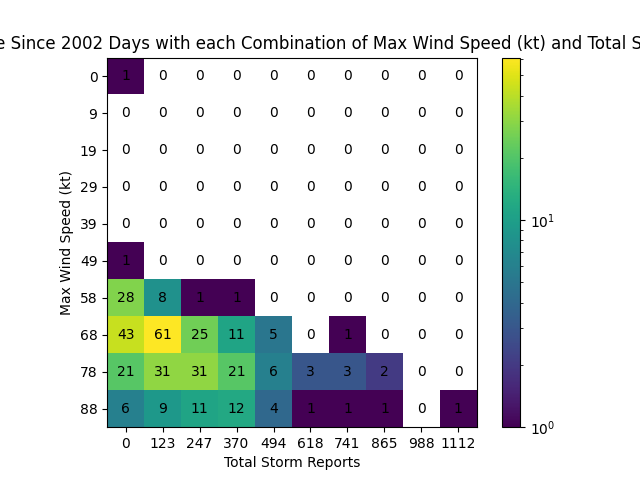 e Since 2002 Days with each Combination of Max Wind Speed (kt) and Total S
0 1 0 0 0 0 0 0 0 0 0
9 0 0 0 0 0 0 0 0 0 0
19 0 0 0 0 0 0 0 0 0 0
29 0 0 0 0 0 0 0 0 0 0
39 0 0 0 0 0 0 0 0 0 0
49 1 0 0 0 0 0 0 0 0 0
58 28 8 1 1 0 0 0 0 0 0
68 43 61 25 11 5 0 1 0 0 0
78 21 31 31 21 6 3 3 2 0 0
88 6 9 11 12 4 1 1 1 0 1
0 123 247 370 494 618 741 865 988 1112
Total Storm Reports
Max Wind Speed (kt)
10¹
10⁰